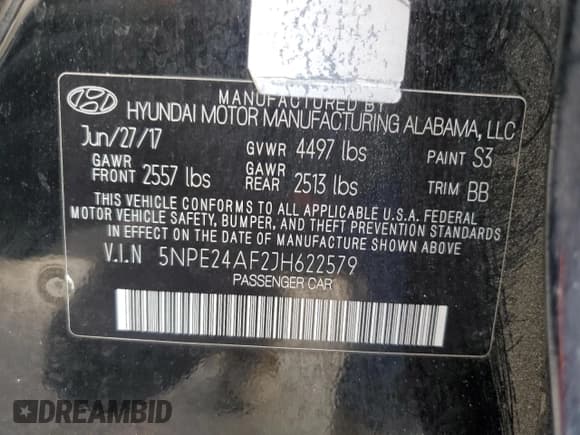 MANUFACTURED BY
HYUNDAI MOTOR MANUFACTURING ALABAMA, LLC
Jun/27/17 GVWR 4497 lbs PAINT S3
GAWR FRONT 2557 lbs GAWR REAR 2513 lbs TRIM BB
THIS VEHICLE CONFORMS TO ALL APPLICABLE U.S.A. FEDERAL
MOTOR VEHICLE SAFETY, BUMPER, AND THEFT PREVENTION STANDARDS
IN EFFECT ON THE DATE OF MANUFACTURE SHOWN ABOVE.
V.I.N 5NPE24AF2JH622579
PASSENGER CAR
DREAMBID